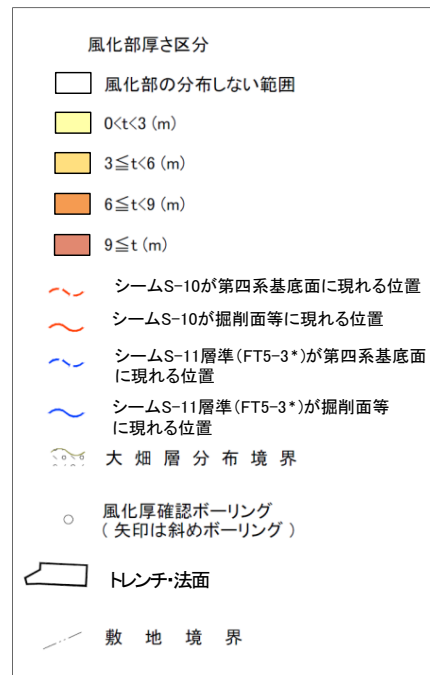 風化部厚さ区分
風化部の分布しない範囲
0<t<3 (m)
3≦t<6 (m)
6≦t<9 (m)
9≦t (m)
シームS-10が第四系基底面に現れる位置
シームS-10が掘削面等に現れる位置
シームS-11層準(FT5-3*)が第四系基底面
に現れる位置
シームS-11層準(FT5-3*)が掘削面等
に現れる位置
大畑層分布境界
風化厚確認ボーリング
( 矢印は斜めボーリング )
トレンチ・法面
敷地境界